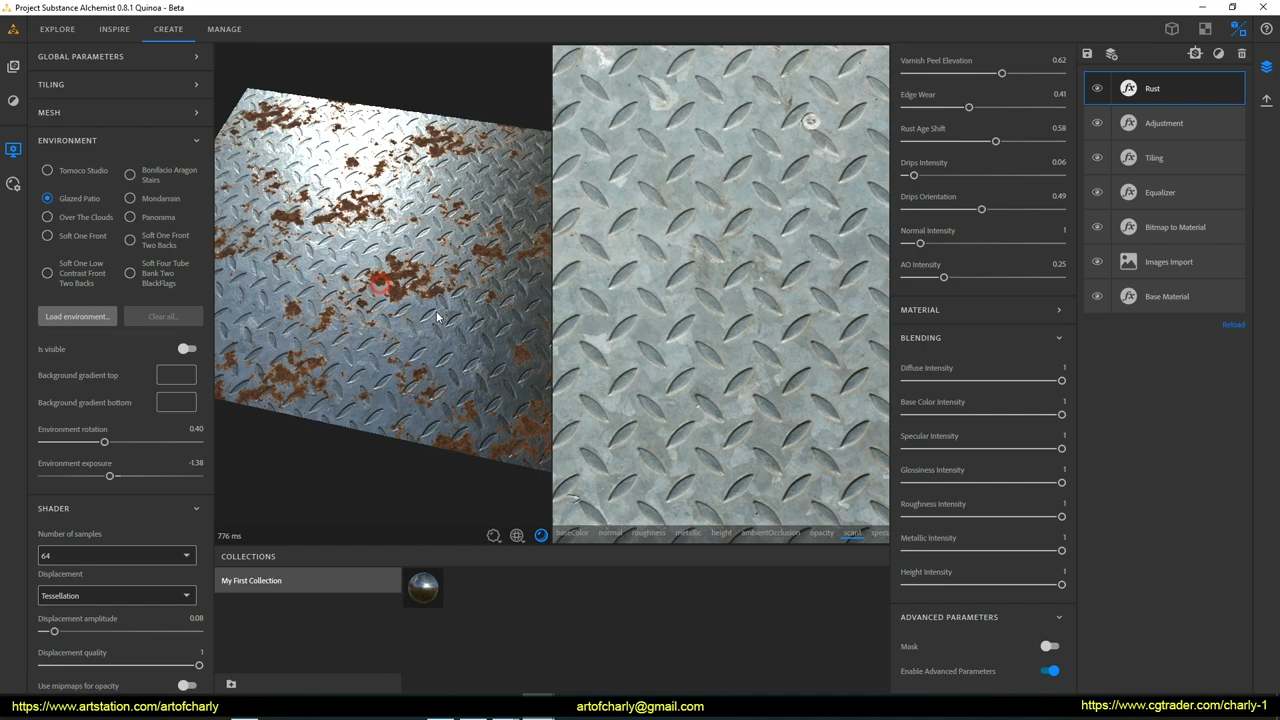 Project Substance Alchemist 0.8.1 Quinoa - Beta
EXPLORE INSPIRE CREATE MANAGE
GLOBAL PARAMETERS
TILING
MESH
ENVIRONMENT
Tomoco Studio
Bonifacio Aragon
Stairs
Glazed Patio
Mondarrain
Over The Clouds
Panorama
Soft One Front
Soft One Front
Two Backs
Soft One Low
Contrast Front
Two Backs
Soft Four Tube
Bank Two
BlackFlags
Load environment...
Clear all...
Is visible
Background gradient top
Background gradient bottom
Environment rotation 0.40
Environment exposure -1.38
SHADER
Number of samples
64
Displacement
Tessellation
Displacement amplitude 0.08
Displacement quality 1
Use mipmaps for opacity
776 ms
baseColor normal roughness metallic height ambientOcclusion opacity scan1 specu
COLLECTIONS
My First Collection
Varnish Peel Elevation 0.62
Edge Wear 0.41
Rust Age Shift 0.58
Drips Intensity 0.06
Drips Orientation 0.49
Normal Intensity 1
AO Intensity 0.25
MATERIAL
BLENDING
Diffuse Intensity 1
Base Color Intensity 1
Specular Intensity 1
Glossiness Intensity 1
Roughness Intensity 1
Metallic Intensity 1
Height Intensity 1
ADVANCED PARAMETERS
Mask
Enable Advanced Parameters
fx Rust
fx Adjustment
fx Tiling
fx Equalizer
fx Bitmap to Material
Images Import
fx Base Material
Reload
https://www.artstation.com/artofcharly
artofcharly@gmail.com
https://www.cgtrader.com/charly-1